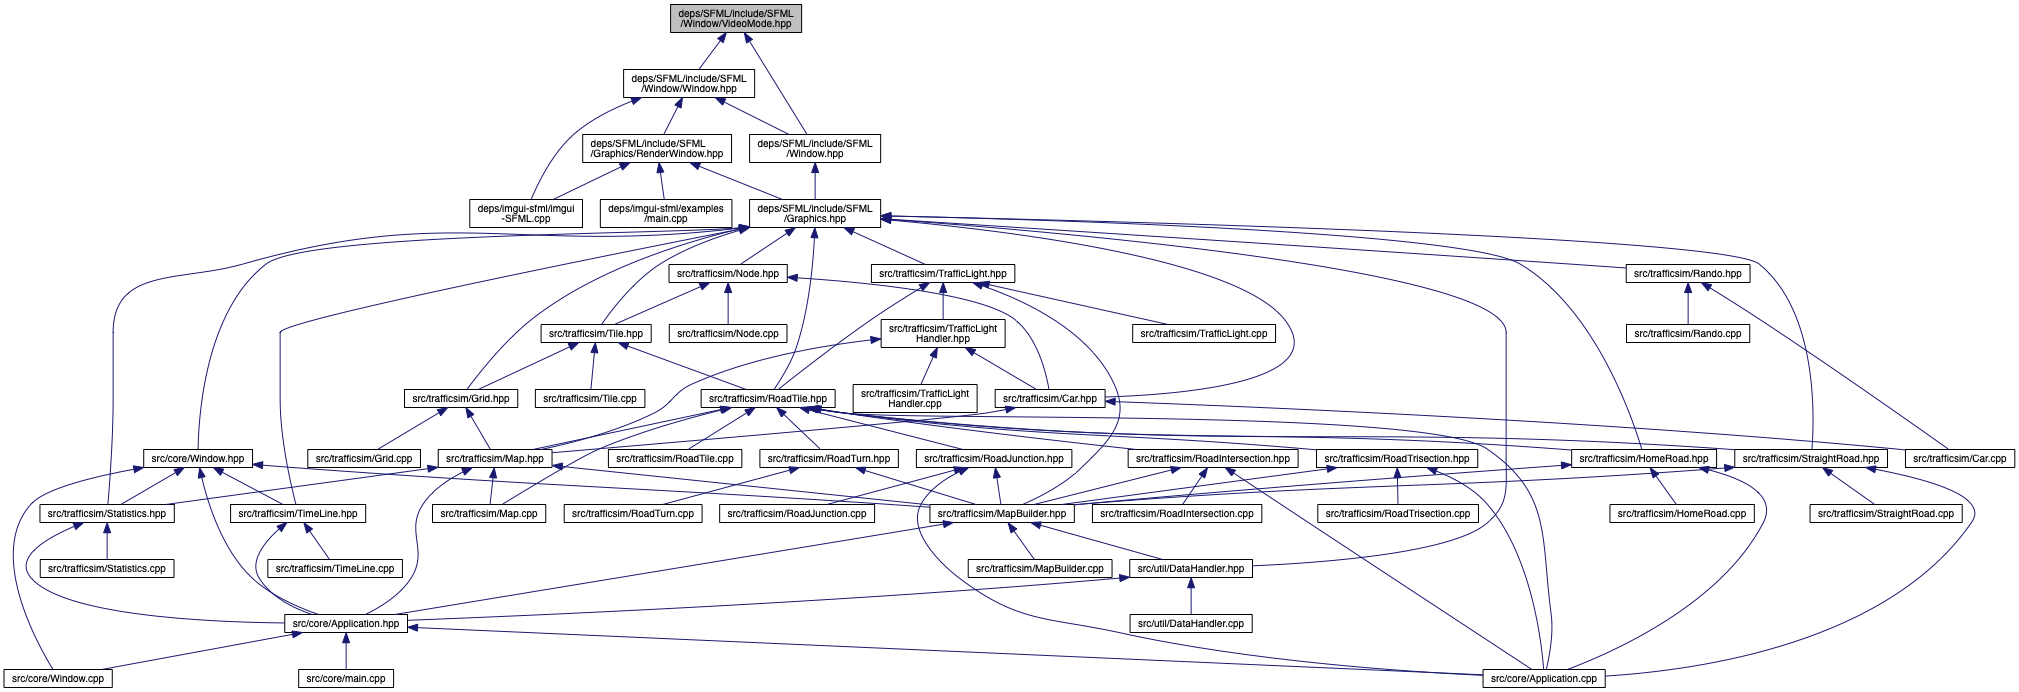 deps/SFML/include/SFML
/Window/VideoMode.hpp
deps/SFML/include/SFML
/Window/Window.hpp
deps/SFML/include/SFML
/Graphics/RenderWindow.hpp
deps/SFML/include/SFML
/Window.hpp
deps/imgui-sfml/imgui
-SFML.cpp
deps/imgui-sfml/examples
/main.cpp
deps/SFML/include/SFML
/Graphics.hpp
src/trafficsim/Node.hpp
src/trafficsim/TrafficLight.hpp
src/trafficsim/Rando.hpp
src/trafficsim/Tile.hpp
src/trafficsim/Node.cpp
src/trafficsim/TrafficLight
Handler.hpp
src/trafficsim/TrafficLight.cpp
src/trafficsim/Rando.cpp
src/trafficsim/Grid.hpp
src/trafficsim/Tile.cpp
src/trafficsim/RoadTile.hpp
src/trafficsim/TrafficLight
Handler.cpp
src/trafficsim/Car.hpp
src/core/Window.hpp
src/trafficsim/Grid.cpp
src/trafficsim/Map.hpp
src/trafficsim/RoadTile.cpp
src/trafficsim/RoadTurn.hpp
src/trafficsim/RoadJunction.hpp
src/trafficsim/RoadIntersection.hpp
src/trafficsim/RoadTrisection.hpp
src/trafficsim/HomeRoad.hpp
src/trafficsim/StraightRoad.hpp
src/trafficsim/Car.cpp
src/trafficsim/Statistics.hpp
src/trafficsim/TimeLine.hpp
src/trafficsim/Map.cpp
src/trafficsim/RoadTurn.cpp
src/trafficsim/RoadJunction.cpp
src/trafficsim/MapBuilder.hpp
src/trafficsim/RoadIntersection.cpp
src/trafficsim/RoadTrisection.cpp
src/trafficsim/HomeRoad.cpp
src/trafficsim/StraightRoad.cpp
src/trafficsim/Statistics.cpp
src/trafficsim/TimeLine.cpp
src/trafficsim/MapBuilder.cpp
src/util/DataHandler.hpp
src/core/Application.hpp
src/util/DataHandler.cpp
src/core/Window.cpp
src/core/main.cpp
src/core/Application.cpp